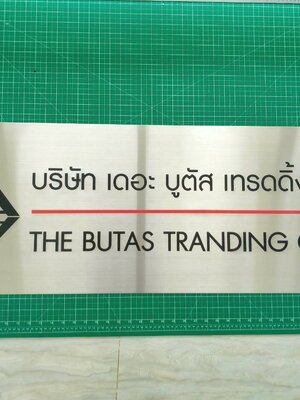 บริษัท เดอะ บูตัส เทรดดิ้ง
THE BUTAS TRANDING